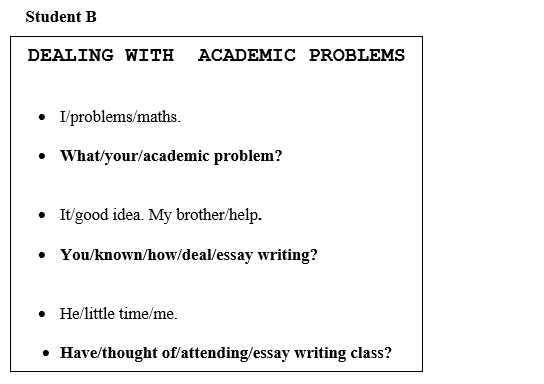 Student B
DEALING WITH ACADEMIC PROBLEMS
• I/problems/maths.
• What/your/academic problem?
• It/good idea. My brother/help.
• You/known/how/deal/essay writing?
• He/little time/me.
• Have/thought of/attending/essay writing class?